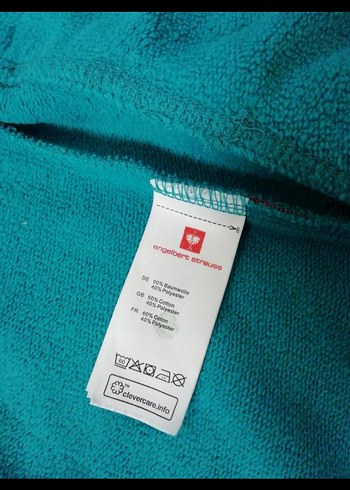 engelbert strauss
DE 60% Baumwolle
40% Polyester
GB 60% Cotton
40% Polyester
FR 60% Coton
40% Polyester
60
clevercare.info